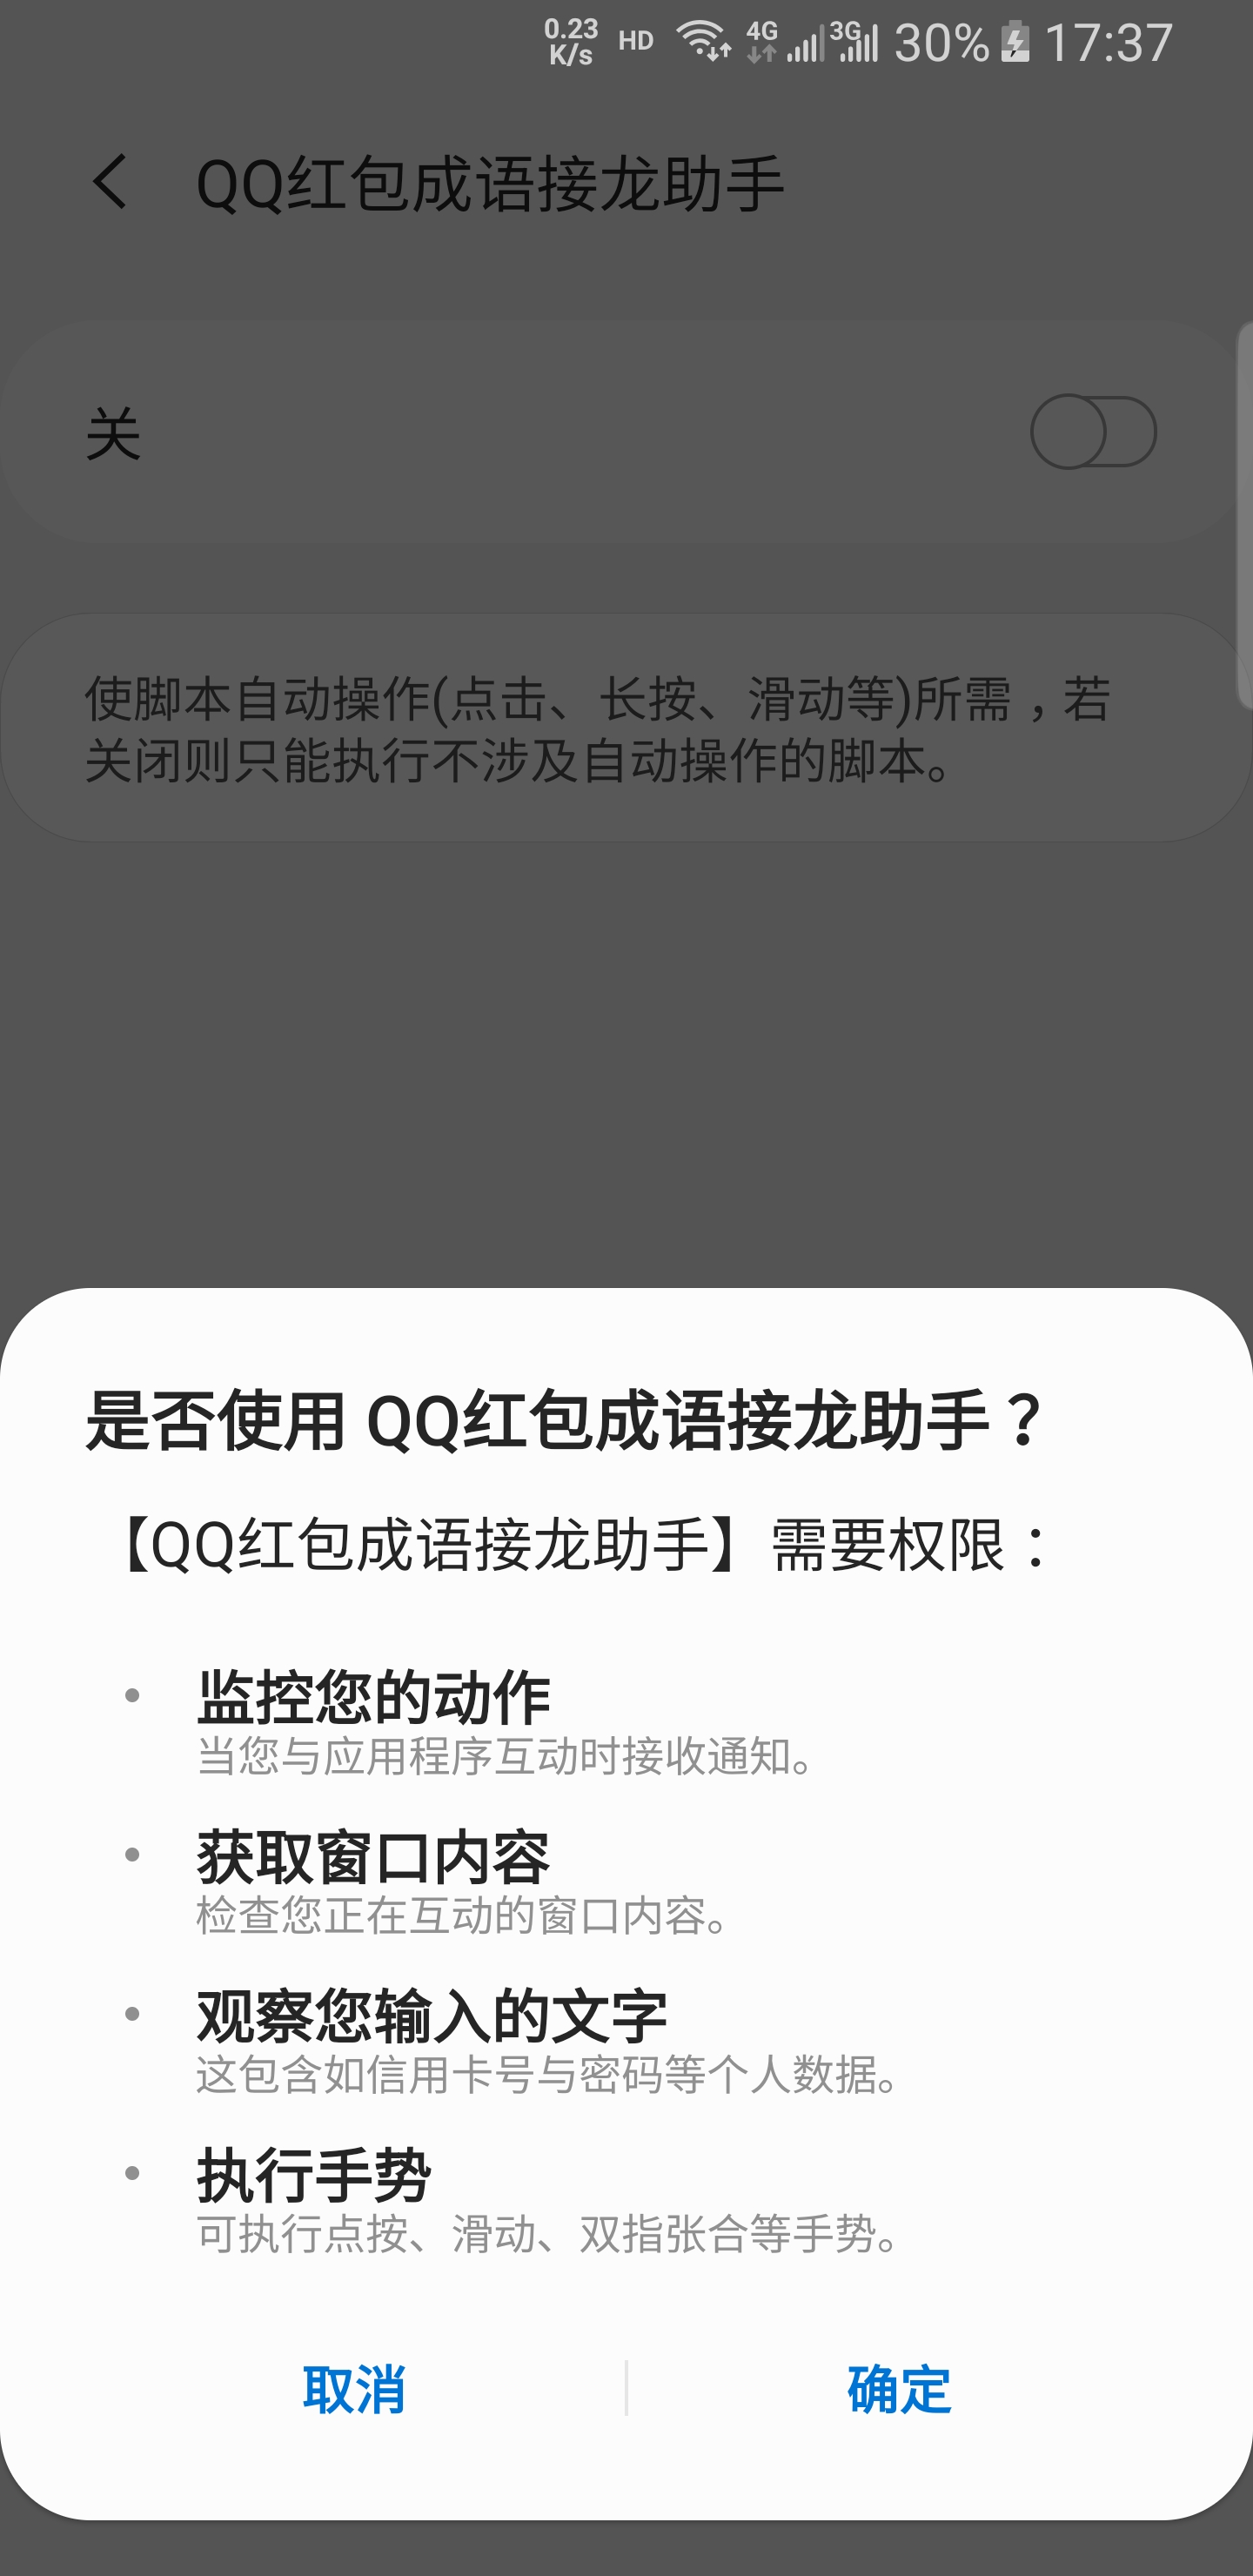 0.23
K/s
HD
4G
3G
30%
17:37
QQ红包成语接龙助手
关
使脚本自动操作(点击、长按、滑动等)所需，若
关闭则只能执行不涉及自动操作的脚本。
是否使用 QQ红包成语接龙助手？
【QQ红包成语接龙助手】需要权限：
• 监控您的动作
当您与应用程序互动时接收通知。
• 获取窗口内容
检查您正在互动的窗口内容。
• 观察您输入的文字
这包含如信用卡号与密码等个人数据。
• 执行手势
可执行点按、滑动、双指张合等手势。
取消
确定